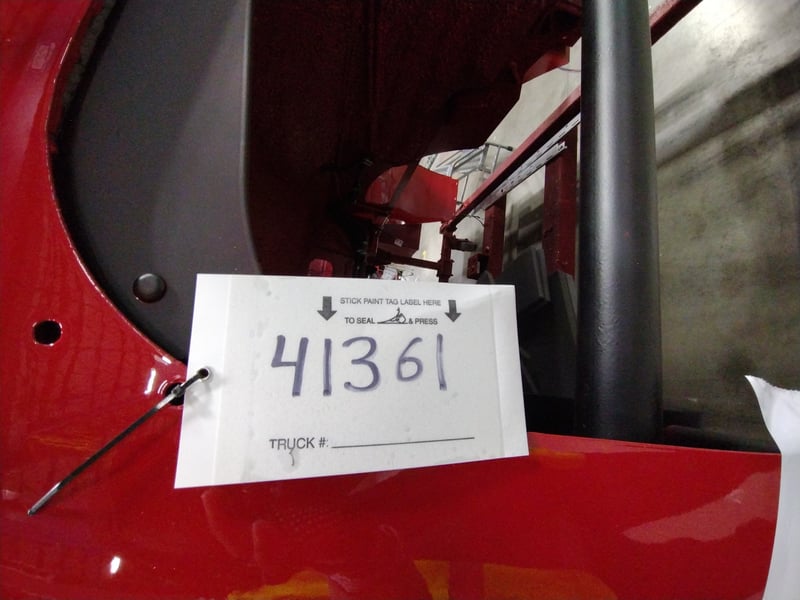 STICK PAINT TAG LABEL HERE
TO SEAL & PRESS
41361
TRUCK #: